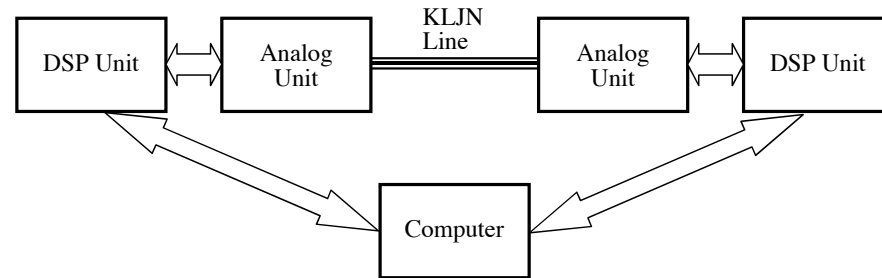 KLJN
Line
DSP Unit
Analog
Unit
Analog
Unit
DSP Unit
Computer